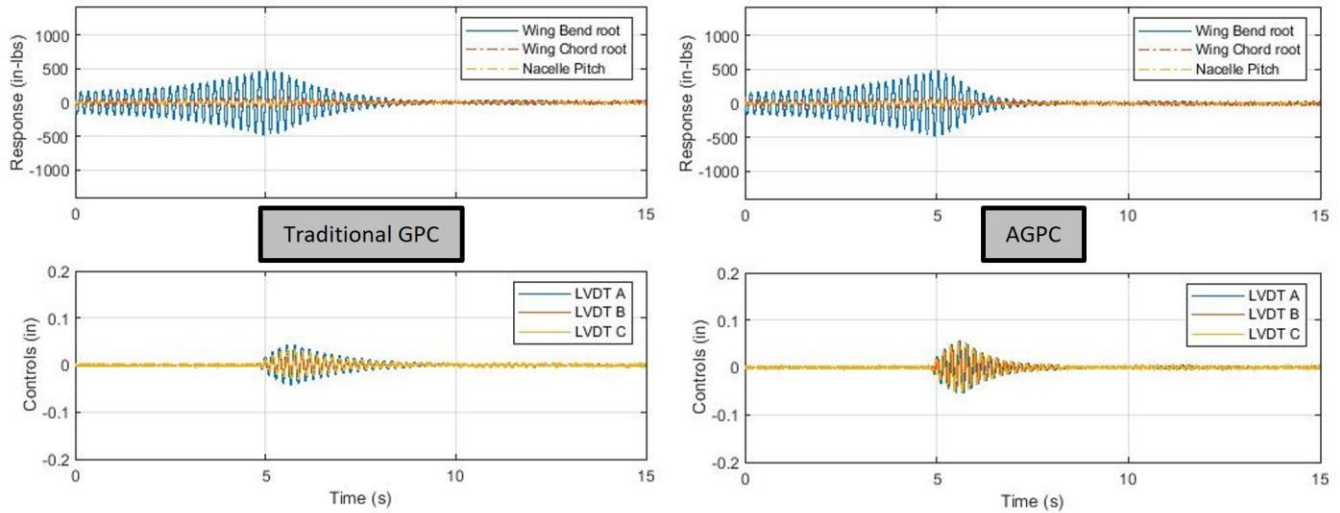 Response (in-lbs)
1000
500
0
-500
-1000
Wing Bend root
Wing Chord root
Nacelle Pitch
0 5 10 15
Traditional GPC
Controls (in)
0.2
0.1
0
-0.1
-0.2
LVDT A
LVDT B
LVDT C
0 5 10 15
Time (s)
Response (in-lbs)
1000
500
0
-500
-1000
Wing Bend root
Wing Chord root
Nacelle Pitch
0 5 10 15
AGPC
Controls (in)
0.2
0.1
0
-0.1
-0.2
LVDT A
LVDT B
LVDT C
0 5 10 15
Time (s)